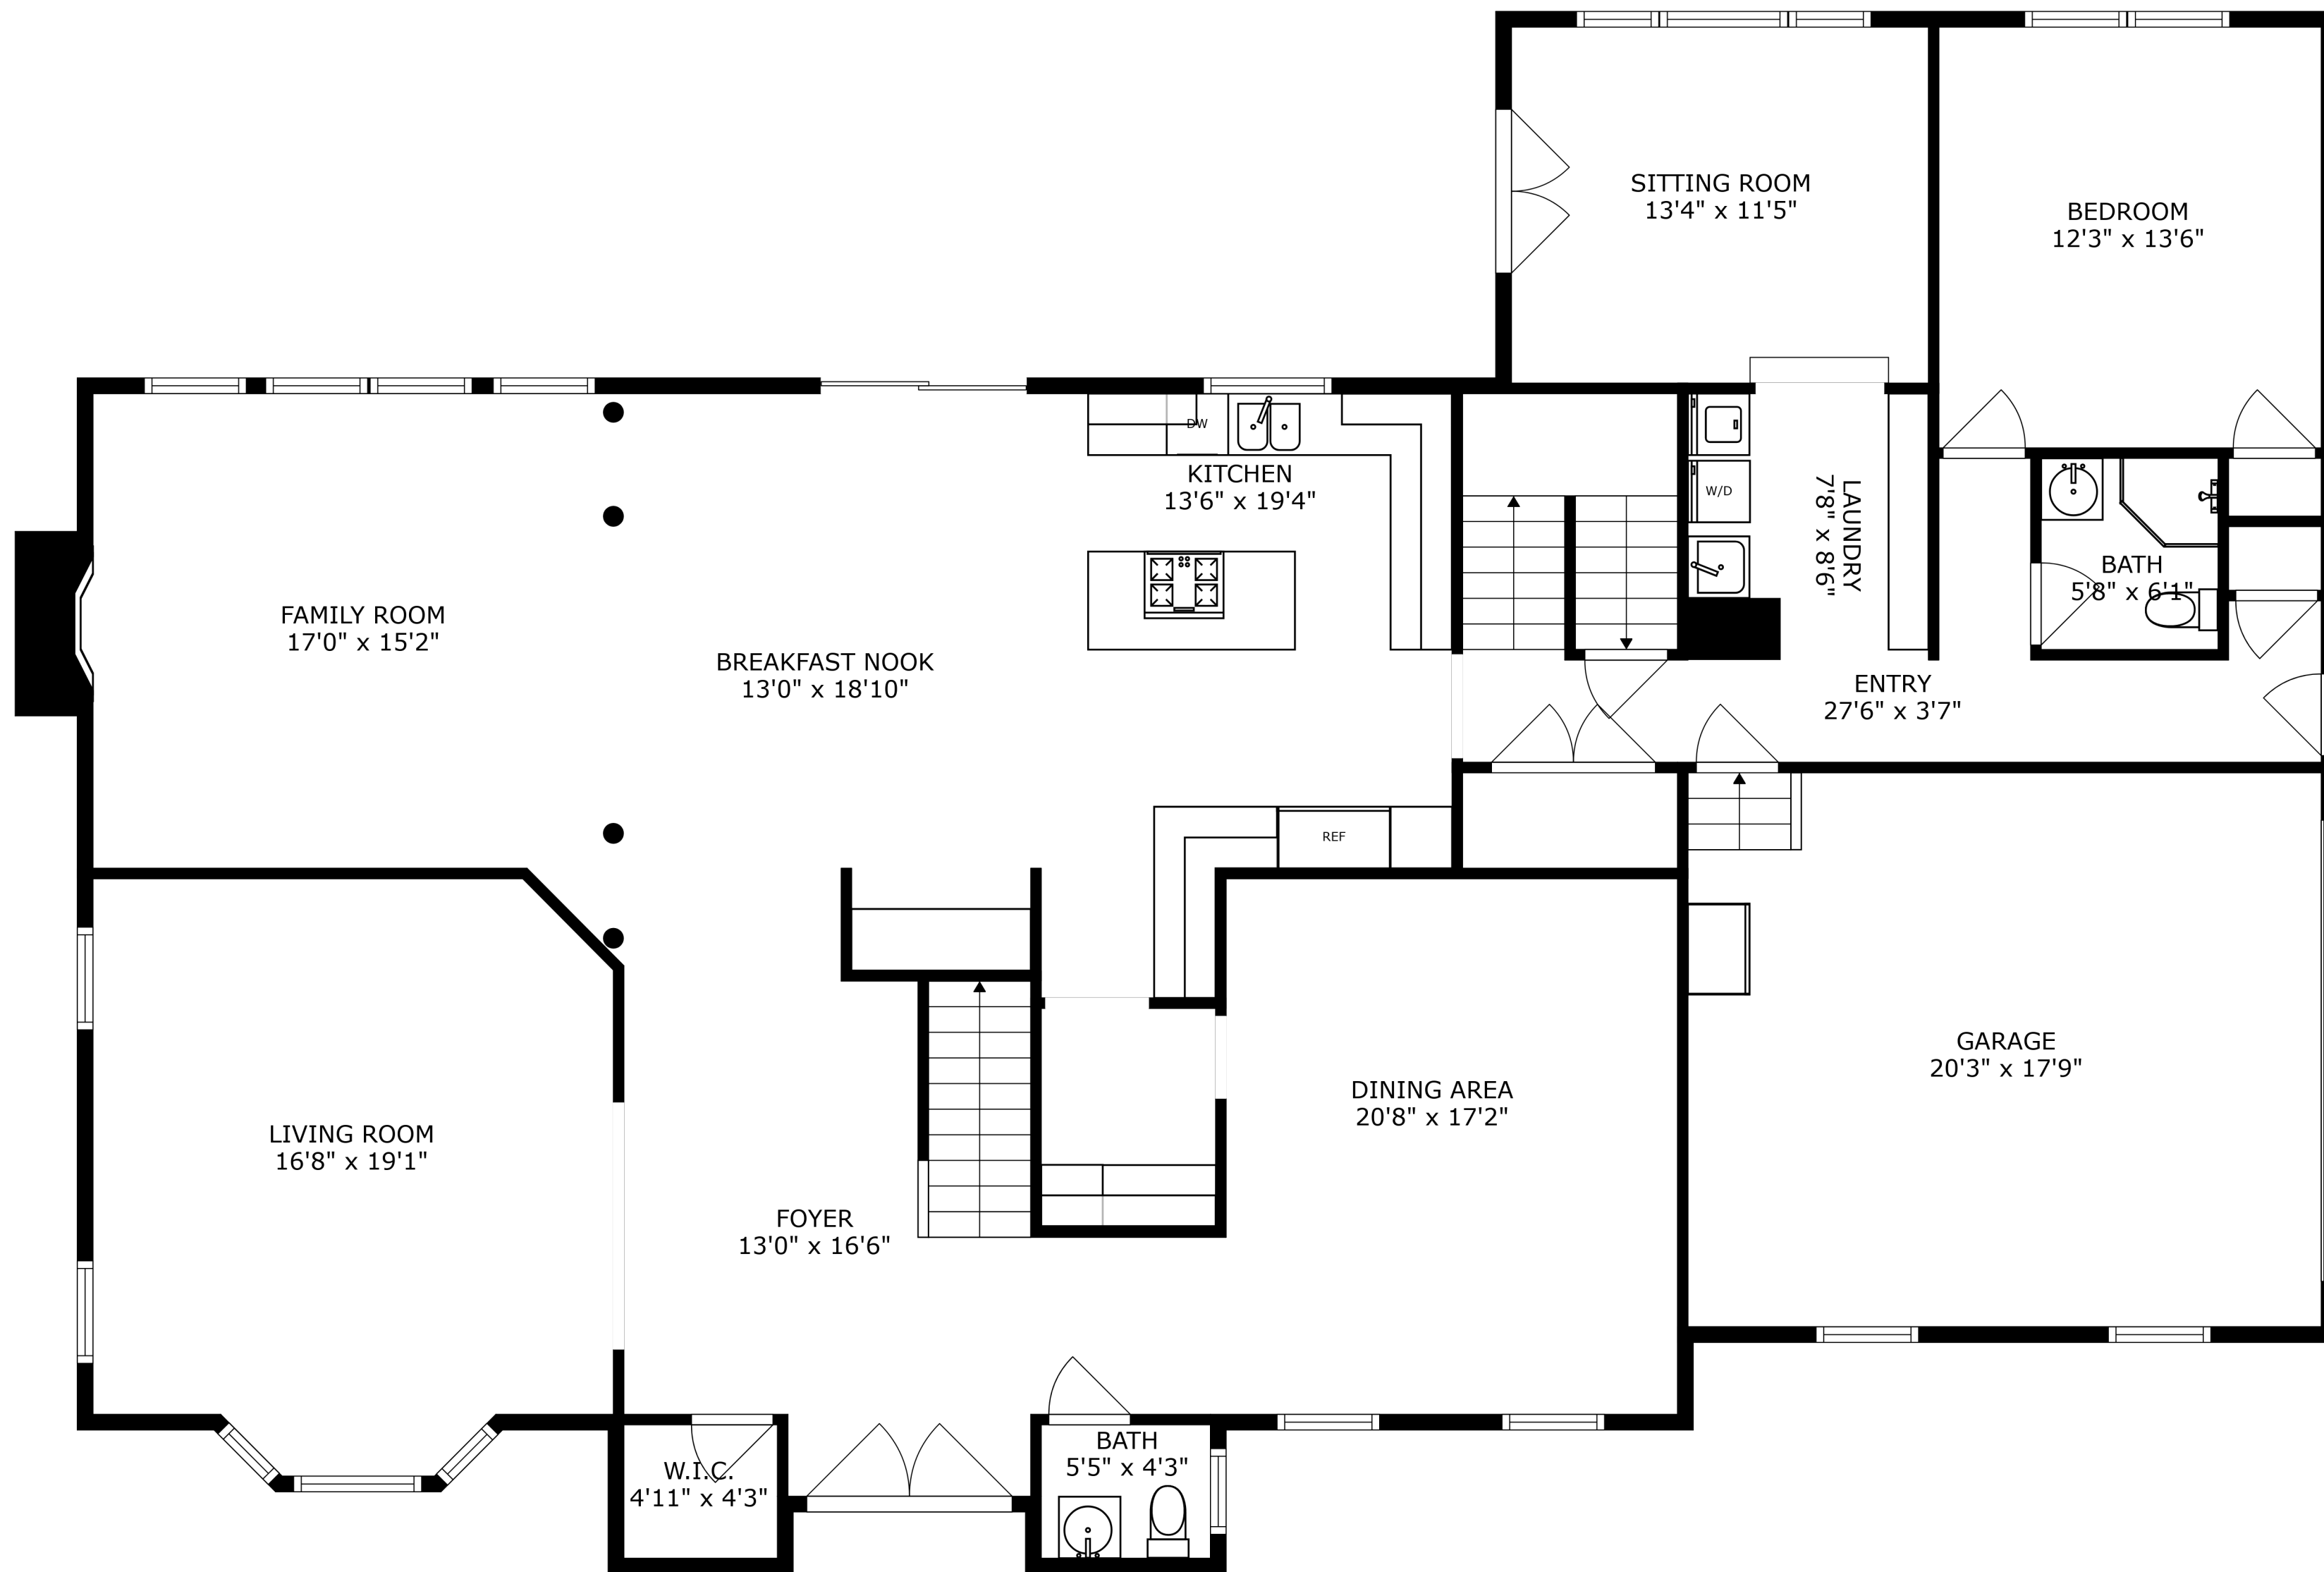 SITTING ROOM
13'4" x 11'5"
BEDROOM
12'3" x 13'6"
DW
KITCHEN
13'6" x 19'4"
W/D
LAUNDRY
7'8" x 8'6"
BATH
5'8" x 6'1"
FAMILY ROOM
17'0" x 15'2"
BREAKFAST NOOK
13'0" x 18'10"
ENTRY
27'6" x 3'7"
REF
GARAGE
20'3" x 17'9"
DINING AREA
20'8" x 17'2"
LIVING ROOM
16'8" x 19'1"
FOYER
13'0" x 16'6"
BATH
5'5" x 4'3"
W.I.C.
4'11" x 4'3"